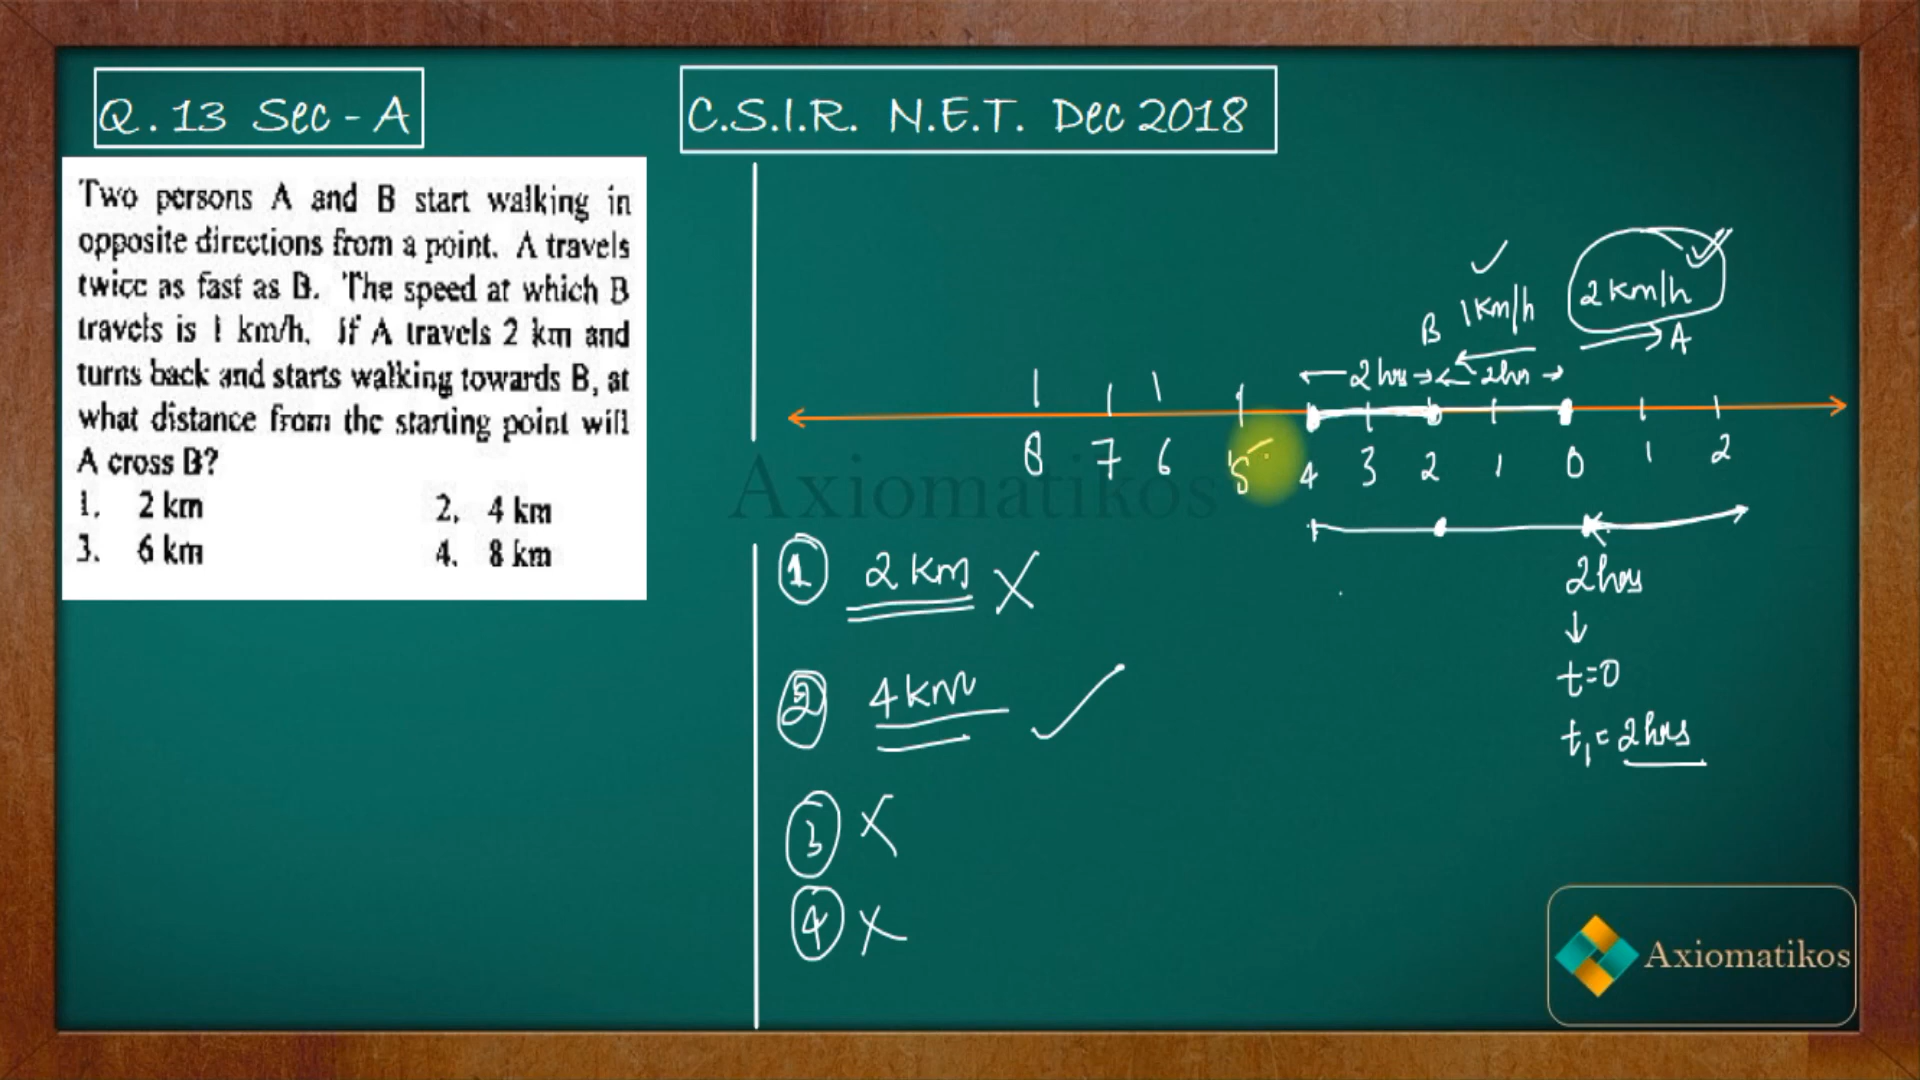 Q. 13 Sec - A
C.S.I.R. N.E.T. Dec 2018
Two persons A and B start walking in
opposite directions from a point. A travels
twice as fast as B. The speed at which B
travels is 1 km/h. If A travels 2 km and
turns back and starts walking towards B, at
what distance from the starting point will
A cross B?
1. 2 km 2. 4 km
3. 6 km 4. 8 km
2 km/h
1 Km/h
B
A
2 hrs 2hr
8 7 6 5 4 3 2 1 0 1 2
Axiomatikos
1 2 km X
2 4 km
3 X
4 X
2 hrs
↓
t=0
t₁ = 2 hrs
Axiomatikos